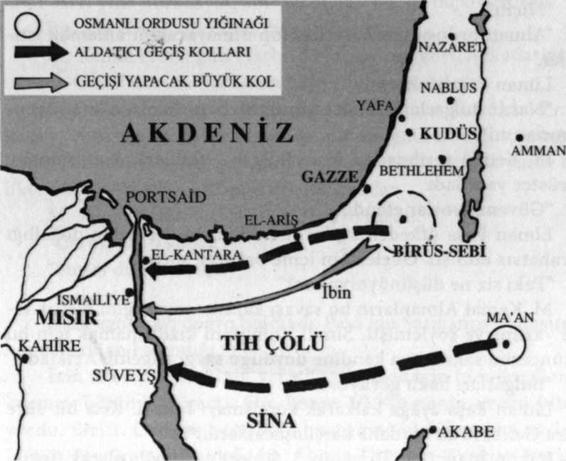 OSMANLI ORDUSU YIĞINAĞI
ALDATICI GEÇİŞ KOLLARI
GEÇİŞİ YAPACAK BÜYÜK KOL
NAZARET
NABLUS
YAFA
AKDENİZ
KUDÜS
AMMAN
BETHLEHEM
GAZZE
PORTSAİD
EL-ARİŞ
BİRÜS-SEBİ
EL-KANTARA
İbin
İSMAİLİYE
MISIR
MA'AN
TİH ÇÖLÜ
KAHİRE
SÜVEYŞ
SİNA
AKABE